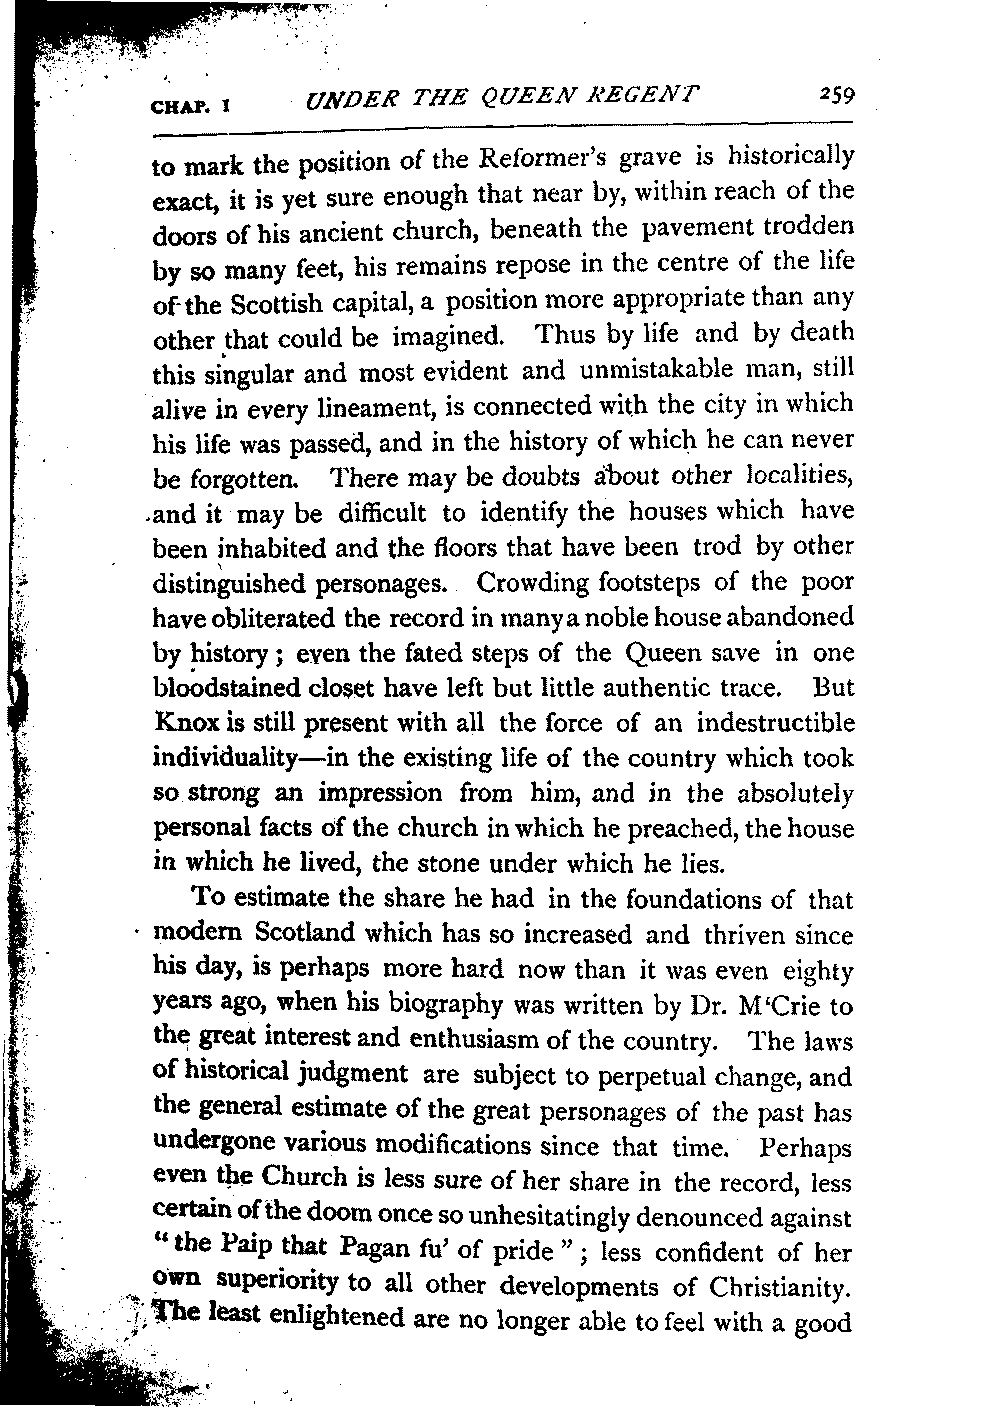 CHAP. I UNDER THE QUEEN REGENT 259
to mark the position of the Reformer's grave is historically
exact, it is yet sure enough that near by, within reach of the
doors of his ancient church, beneath the pavement trodden
by so many feet, his remains repose in the centre of the life
of the Scottish capital, a position more appropriate than any
other that could be imagined. Thus by life and by death
this singular and most evident and unmistakable man, still
alive in every lineament, is connected with the city in which
his life was passed, and in the history of which he can never
be forgotten. There may be doubts about other localities,
and it may be difficult to identify the houses which have
been inhabited and the floors that have been trod by other
distinguished personages. Crowding footsteps of the poor
have obliterated the record in many a noble house abandoned
by history; even the fated steps of the Queen save in one
bloodstained closet have left but little authentic trace. But
Knox is still present with all the force of an indestructible
individuality—in the existing life of the country which took
so strong an impression from him, and in the absolutely
personal facts of the church in which he preached, the house
in which he lived, the stone under which he lies.
To estimate the share he had in the foundations of that
modern Scotland which has so increased and thriven since
his day, is perhaps more hard now than it was even eighty
years ago, when his biography was written by Dr. M‘Crie to
the great interest and enthusiasm of the country. The laws
of historical judgment are subject to perpetual change, and
the general estimate of the great personages of the past has
undergone various modifications since that time. Perhaps
even the Church is less sure of her share in the record, less
certain of the doom once so unhesitatingly denounced against
“the Paip that Pagan fu’ of pride”; less confident of her
own superiority to all other developments of Christianity.
The least enlightened are no longer able to feel with a good